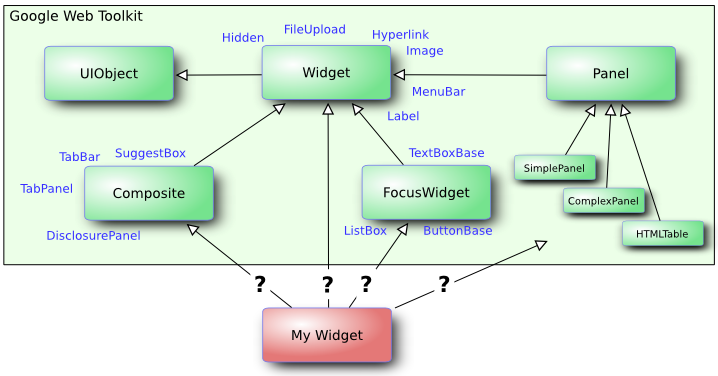 Google Web Toolkit
FileUpload
Hidden
Hyperlink
Image
UIObject
Widget
Panel
MenuBar
Label
TabBar
SuggestBox
TextBoxBase
SimplePanel
TabPanel
Composite
FocusWidget
ComplexPanel
DisclosurePanel
ListBox
ButtonBase
HTMLTable
?
?
?
?
My Widget